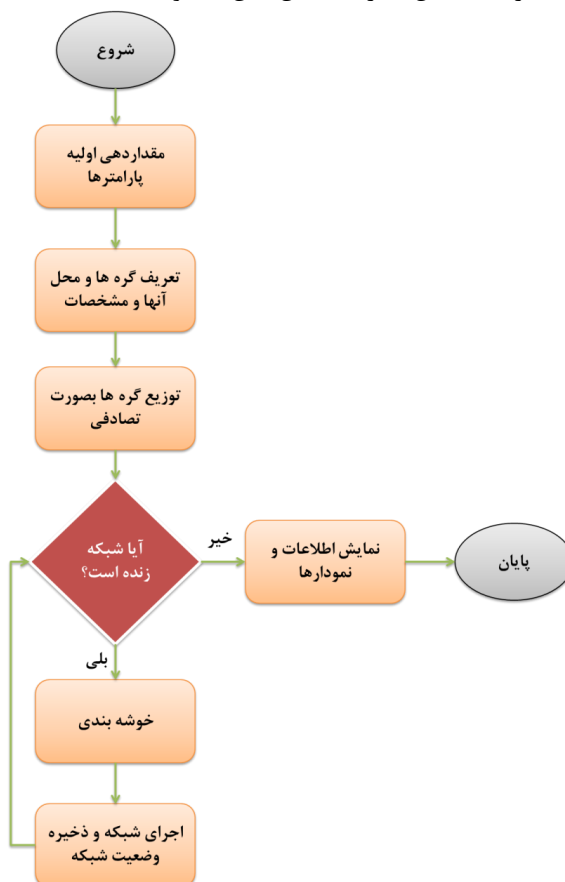 شروع
مقداردهی اولیه
پارامترها
تعریف گره ها و محل
آنها و مشخصات
توزیع گره ها بصورت
تصادفی
آیا شبکه
زنده است؟
خیر
نمایش اطلاعات و
نمودارها
پایان
بلی
خوشه بندی
اجرای شبکه و ذخیره
وضعیت شبکه